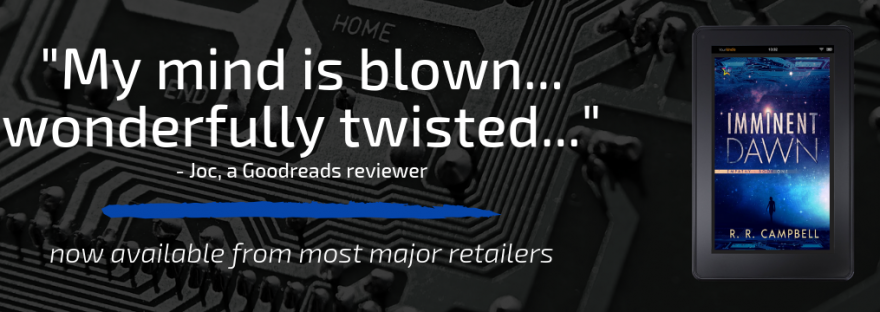 HOME
END
"My mind is blown...
wonderfully twisted..."
- Joc, a Goodreads reviewer
now available from most major retailers
IMMINENT
DAWN
R. R. CAMPBELL